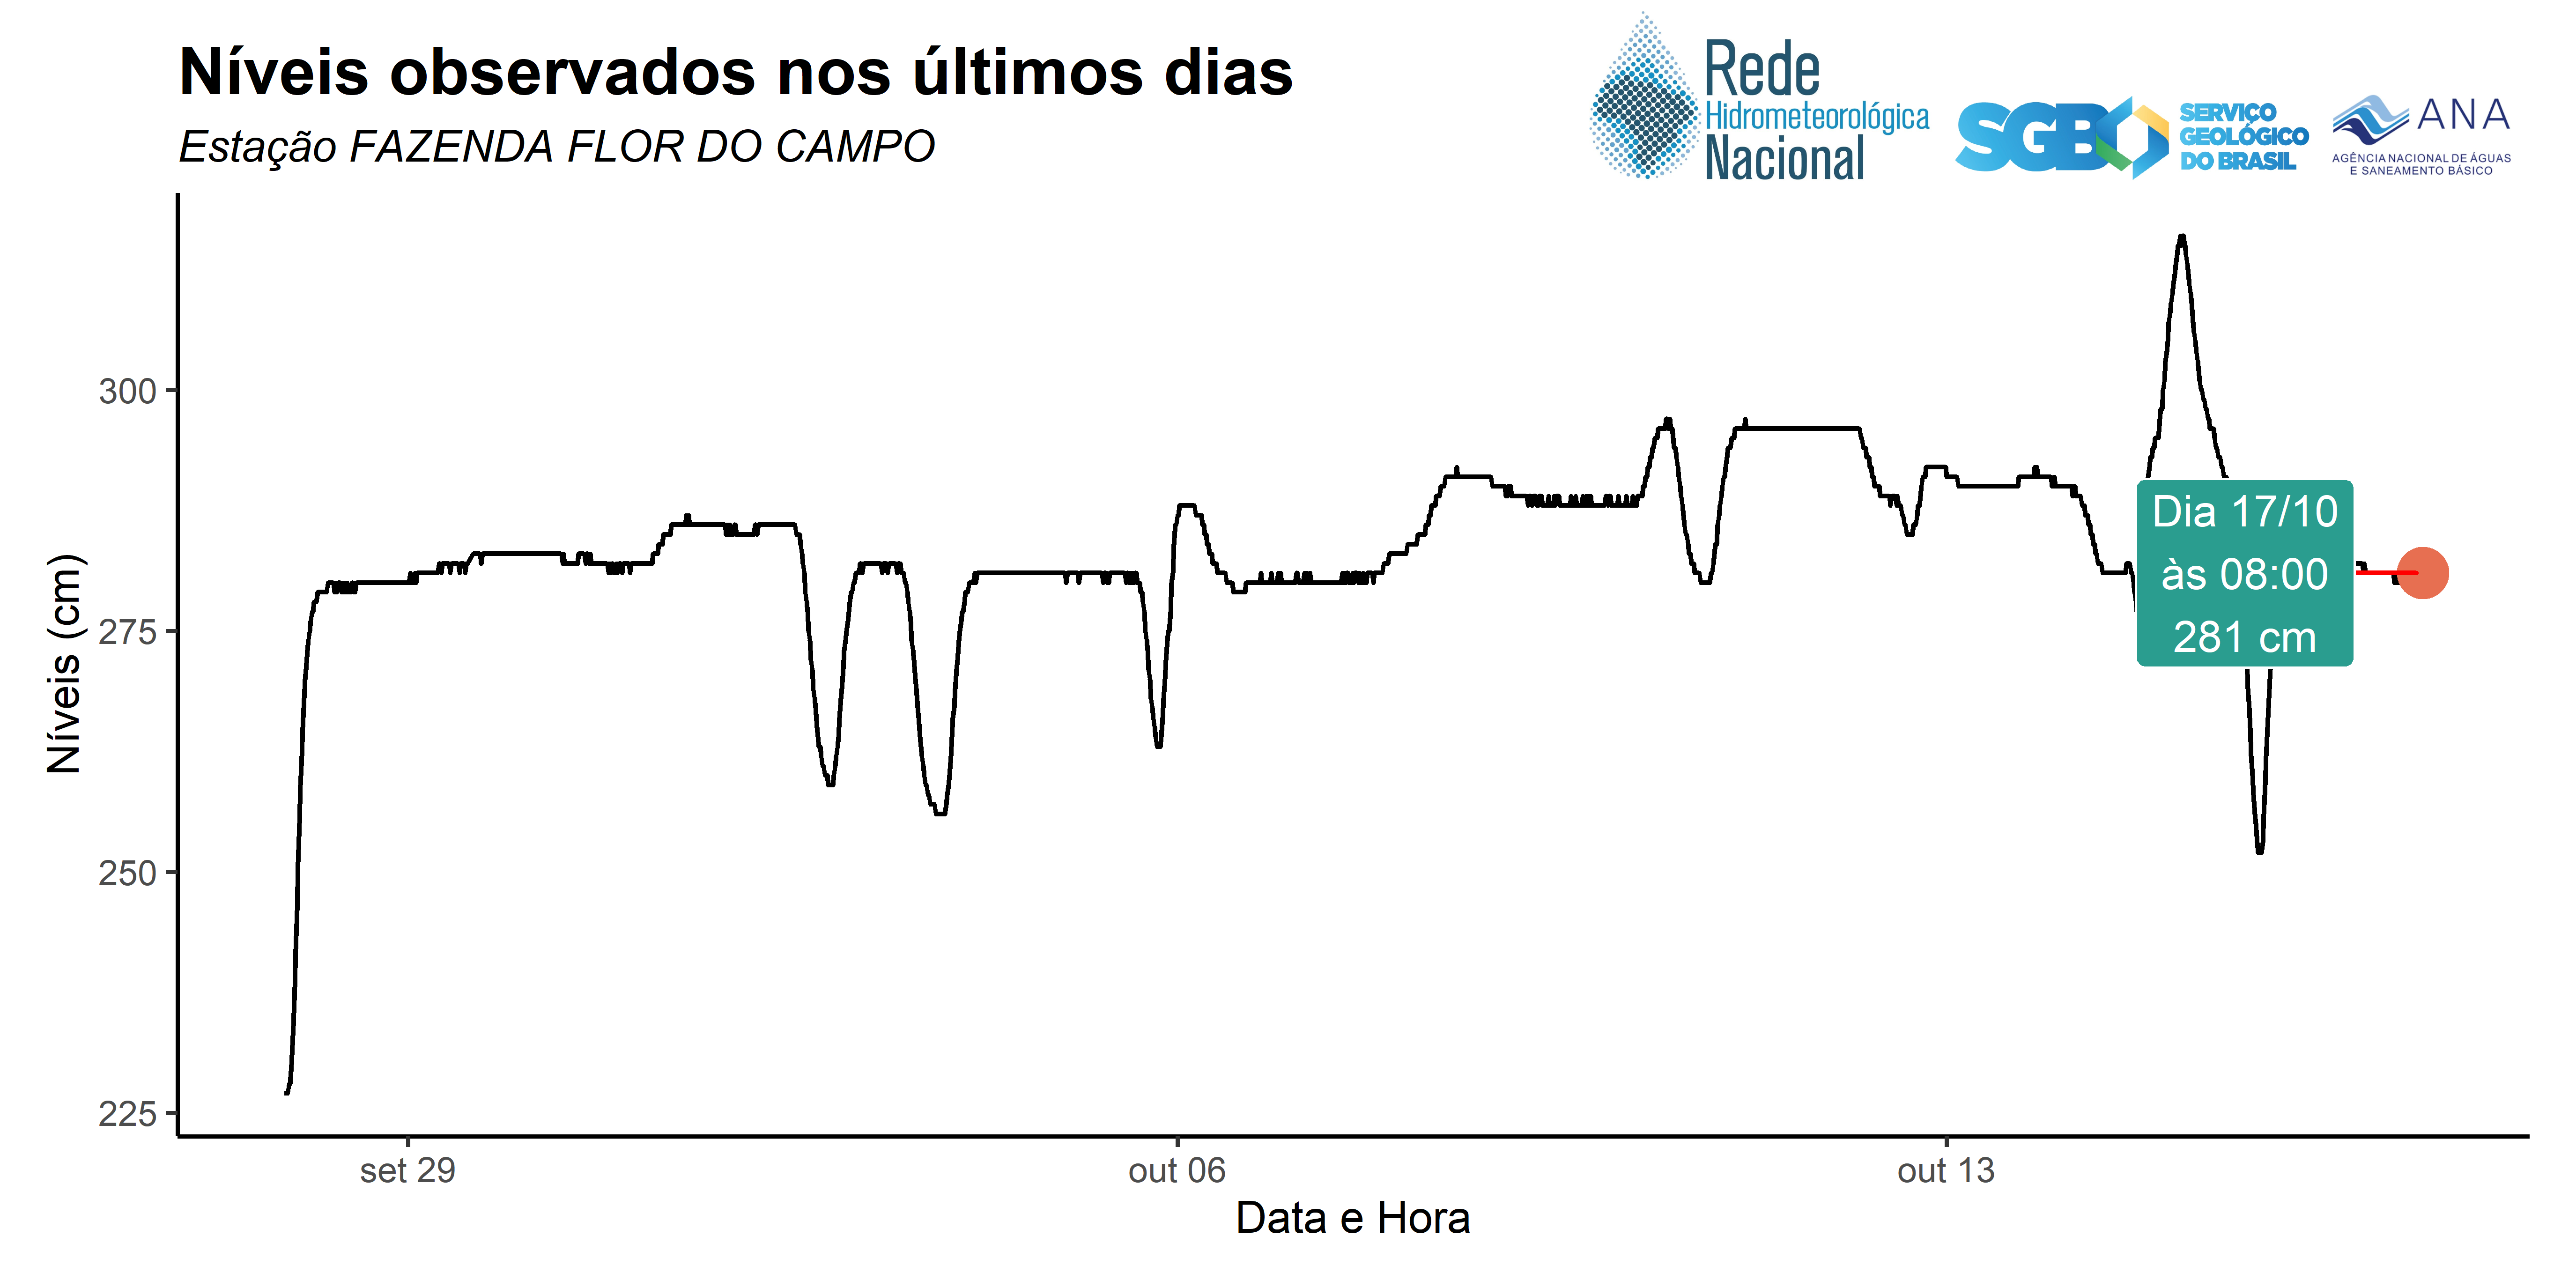 Níveis observados nos últimos dias
Estação FAZENDA FLOR DO CAMPO
Rede
Hidrometeorológica
Nacional
SGB
SERVIÇO
GEOLÓGICO
DO BRASIL
ANA
AGÊNCIA NACIONAL DE ÁGUAS
E SANEAMENTO BÁSICO
Níveis (cm)
300
275
250
225
Dia 17/10
às 08:00
281 cm
set 29
out 06
out 13
Data e Hora